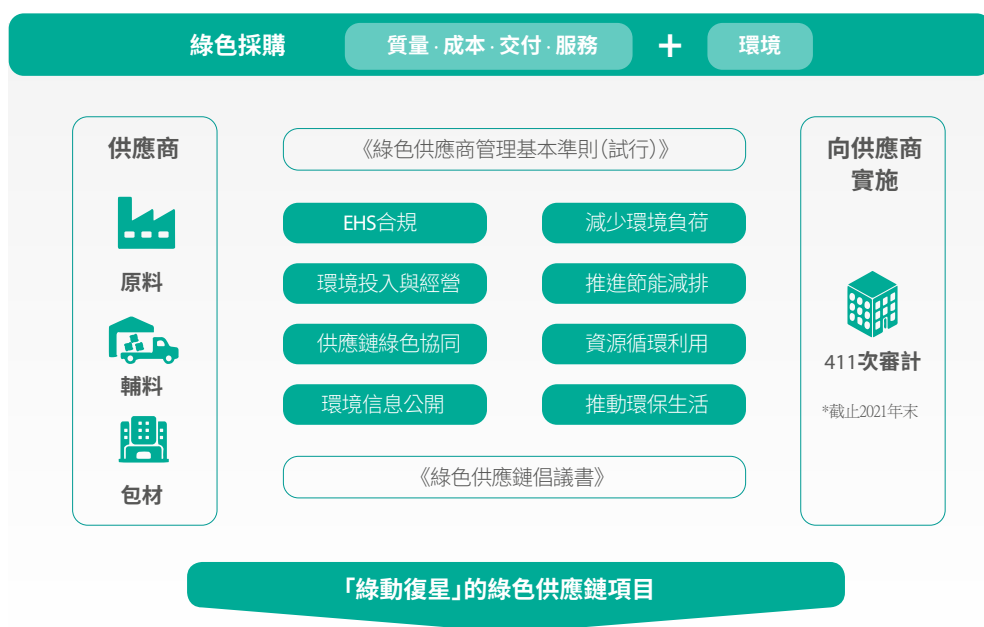 綠色採購
質量 · 成本 · 交付 · 服務
+
環境
供應商
原料
輔料
包材
《綠色供應商管理基本準則(試行)》
EHS合規
減少環境負荷
環境投入與經營
推進節能減排
供應鏈綠色協同
資源循環利用
環境信息公開
推動環保生活
《綠色供應鏈倡議書》
向供應商
實施
411次審計
*截止2021年末
「綠動復星」的綠色供應鏈項目